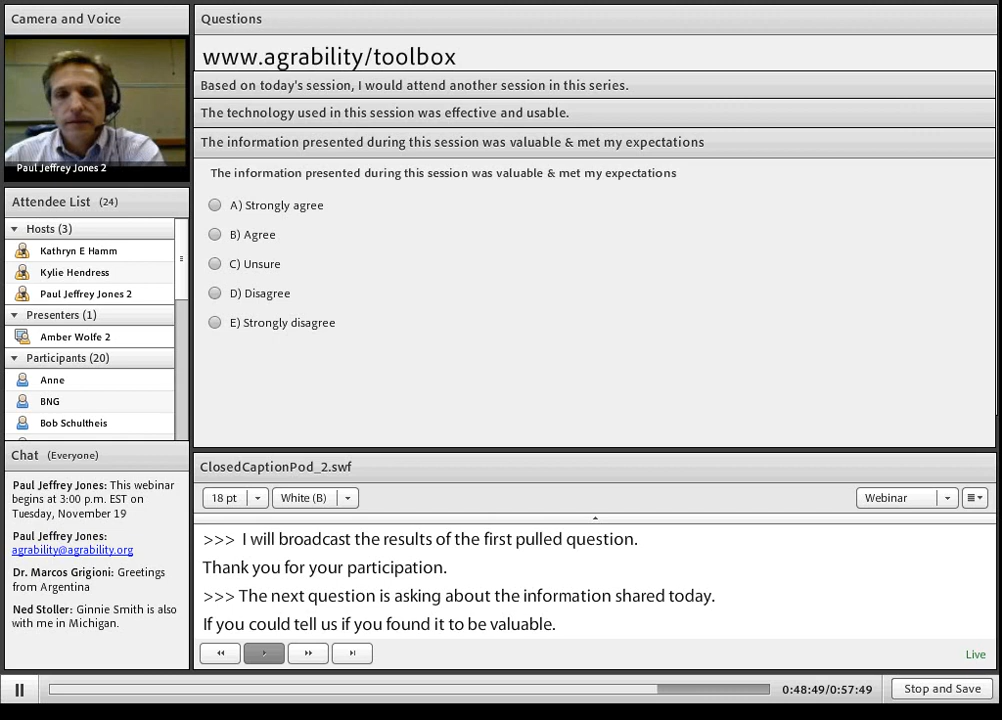 Camera and Voice
Paul Jeffrey Jones 2
Attendee List (24)
Hosts (3)
Kathryn E Hamm
Kylie Hendress
Paul Jeffrey Jones 2
Presenters (1)
Amber Wolfe 2
Participants (20)
Anne
BNG
Bob Schultheis
Chat (Everyone)
Paul Jeffrey Jones: This webinar
begins at 3:00 p.m. EST on
Tuesday, November 19
Paul Jeffrey Jones:
agrability@agrability.org
Dr. Marcos Grigioni: Greetings
from Argentina
Ned Stoller: Ginnie Smith is also
with me in Michigan.
Questions
www.agrability/toolbox
Based on today's session, I would attend another session in this series.
The technology used in this session was effective and usable.
The information presented during this session was valuable & met my expectations
The information presented during this session was valuable & met my expectations
A) Strongly agree
B) Agree
C) Unsure
D) Disagree
E) Strongly disagree
ClosedCaptionPod_2.swf
18 pt
White (B)
Webinar
>>> I will broadcast the results of the first pulled question.
Thank you for your participation.
>>> The next question is asking about the information shared today.
If you could tell us if you found it to be valuable.
Live
0:48:49/0:57:49
Stop and Save